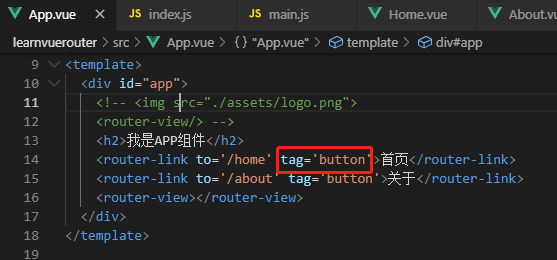 App.vue index.js main.js Home.vue About.vu
learnvuerouter > src > App.vue > {} "App.vue" > template > div#app
9 <template>
10 <div id="app">
11 <!-- <img src="./assets/logo.png">
12 <router-view/> -->
13 <h2>我是APP组件</h2>
14 <router-link to='/home' tag='button'>首页</router-link>
15 <router-link to='/about' tag='button'>关于</router-link>
16 <router-view></router-view>
17 </div>
18 </template>
19